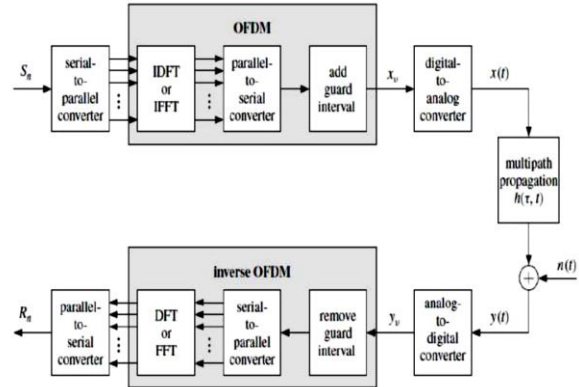 OFDM
S_n
serial-
to-
parallel
converter
IDFT
or
IFFT
parallel-
to-
serial
converter
add
guard
interval
x_v
digital-
to-
analog
converter
x(t)
multipath
propagation
h(τ, t)
n(t)
+
inverse OFDM
R_n
parallel-
to-
serial
converter
DFT
or
FFT
serial-
to-
parallel
converter
remove
guard
interval
y_v
analog-
to-
digital
converter
y(t)